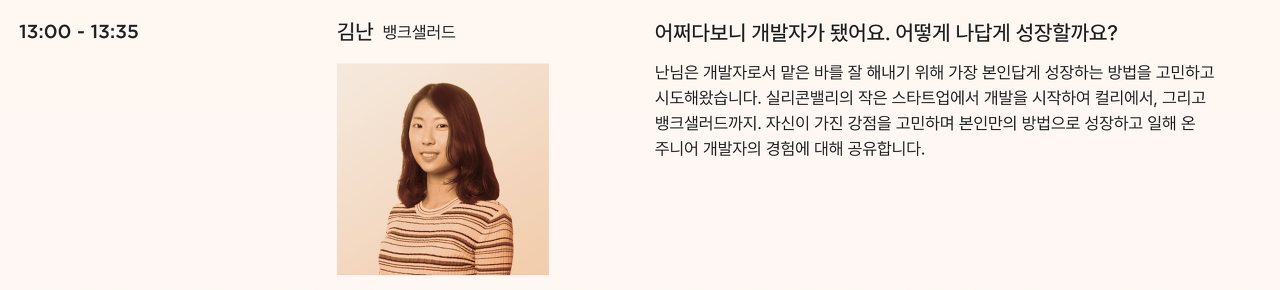 13:00 - 13:35
김난 뱅크샐러드
어쩌다보니 개발자가 됐어요. 어떻게 나답게 성장할까요?
난님은 개발자로서 맡은 바를 잘 해내기 위해 가장 본인답게 성장하는 방법을 고민하고
시도해왔습니다. 실리콘밸리의 작은 스타트업에서 개발을 시작하여 컬리에서, 그리고
뱅크샐러드까지. 자신이 가진 강점을 고민하며 본인만의 방법으로 성장하고 일해 온
주니어 개발자의 경험에 대해 공유합니다.